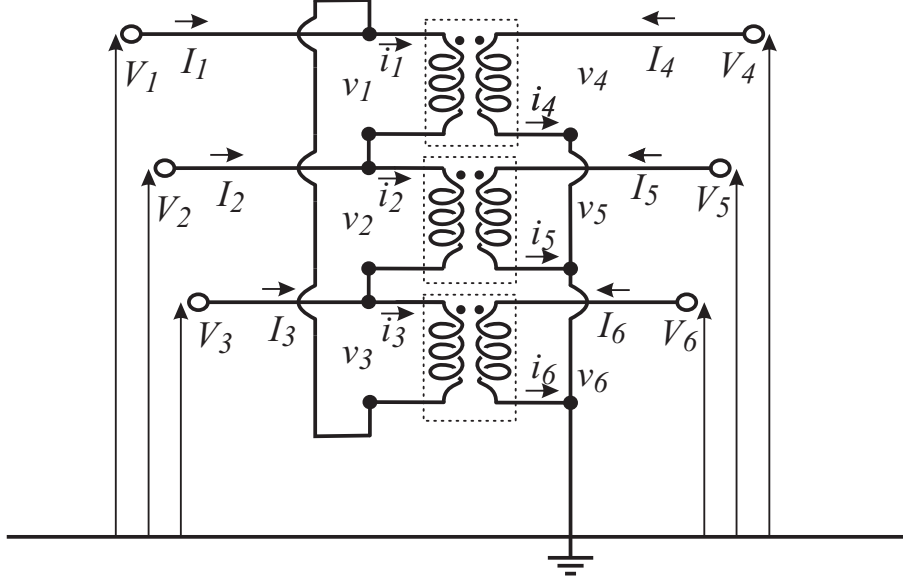 I1 i1 I4
V1 v1 v4 V4
i4
I2 i2 I5
V2 v2 v5 V5
i5
I3 i3 I6
V3 v3 V6
i6 v6